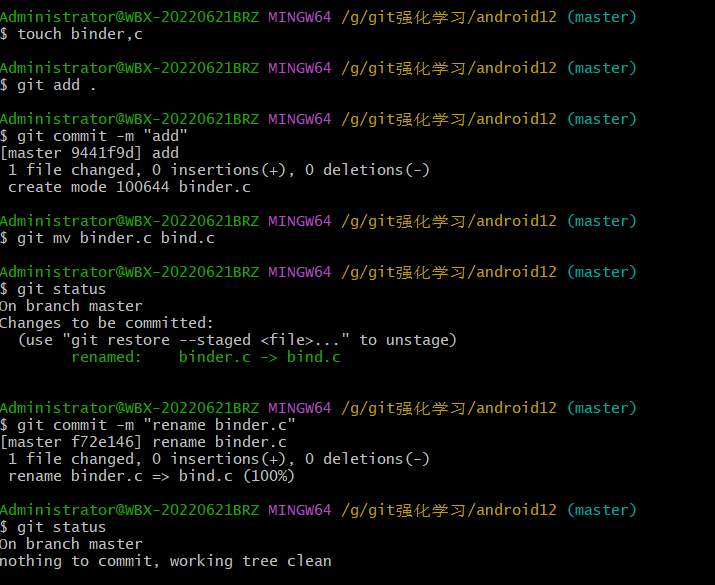 Administrator@WBX-20220621BRZ MINGW64 /g/git强化学习/android12 (master)
$ touch binder,c
Administrator@WBX-20220621BRZ MINGW64 /g/git强化学习/android12 (master)
$ git add .
Administrator@WBX-20220621BRZ MINGW64 /g/git强化学习/android12 (master)
$ git commit -m "add"
[master 9441f9d] add
 1 file changed, 0 insertions(+), 0 deletions(-)
 create mode 100644 binder.c
Administrator@WBX-20220621BRZ MINGW64 /g/git强化学习/android12 (master)
$ git mv binder.c bind.c
Administrator@WBX-20220621BRZ MINGW64 /g/git强化学习/android12 (master)
$ git status
On branch master
Changes to be committed:
  (use "git restore --staged <file>..." to unstage)
        renamed:    binder.c -> bind.c
Administrator@WBX-20220621BRZ MINGW64 /g/git强化学习/android12 (master)
$ git commit -m "rename binder.c"
[master f72e146] rename binder.c
 1 file changed, 0 insertions(+), 0 deletions(-)
 rename binder.c => bind.c (100%)
Administrator@WBX-20220621BRZ MINGW64 /g/git强化学习/android12 (master)
$ git status
On branch master
nothing to commit, working tree clean